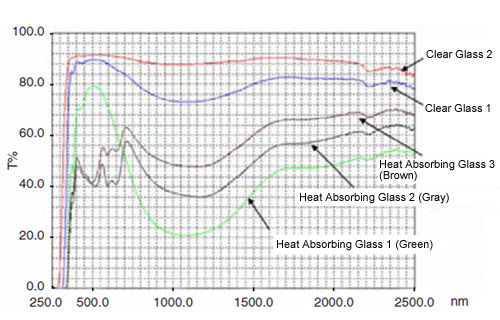 100.0
Clear Glass 2
80.0
Clear Glass 1
60.0
T%
Heat Absorbing Glass 3
(Brown)
40.0
Heat Absorbing Glass 2 (Gray)
20.0
Heat Absorbing Glass 1 (Green)
0.0
250.0 500.0 1000.0 1500.0 2000.0 2500.0
nm